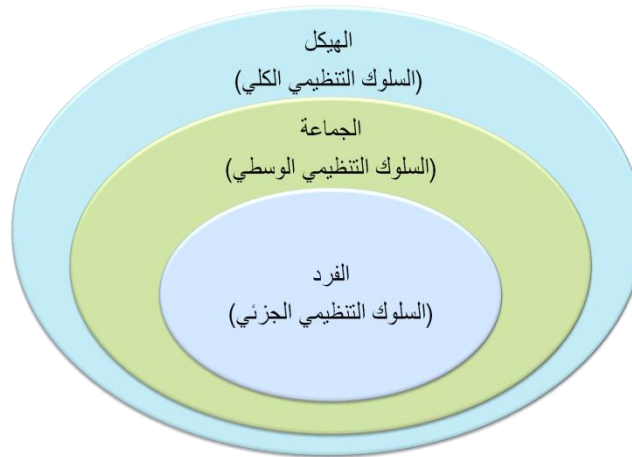 الهيكل
(السلوك التنظيمي الكلي)
الجماعة
(السلوك التنظيمي الوسطي)
الفرد
(السلوك التنظيمي الجزئي)